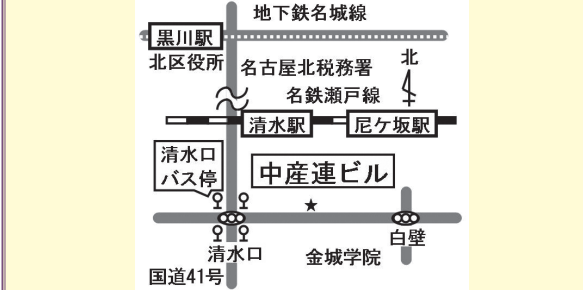 地下鉄名城線
黒川駅
北区役所
名古屋北税務署
北
名鉄瀬戸線
清水駅
尼ケ坂駅
清水口
バス停
中産連ビル
★
白壁
清水口
金城学院
国道41号